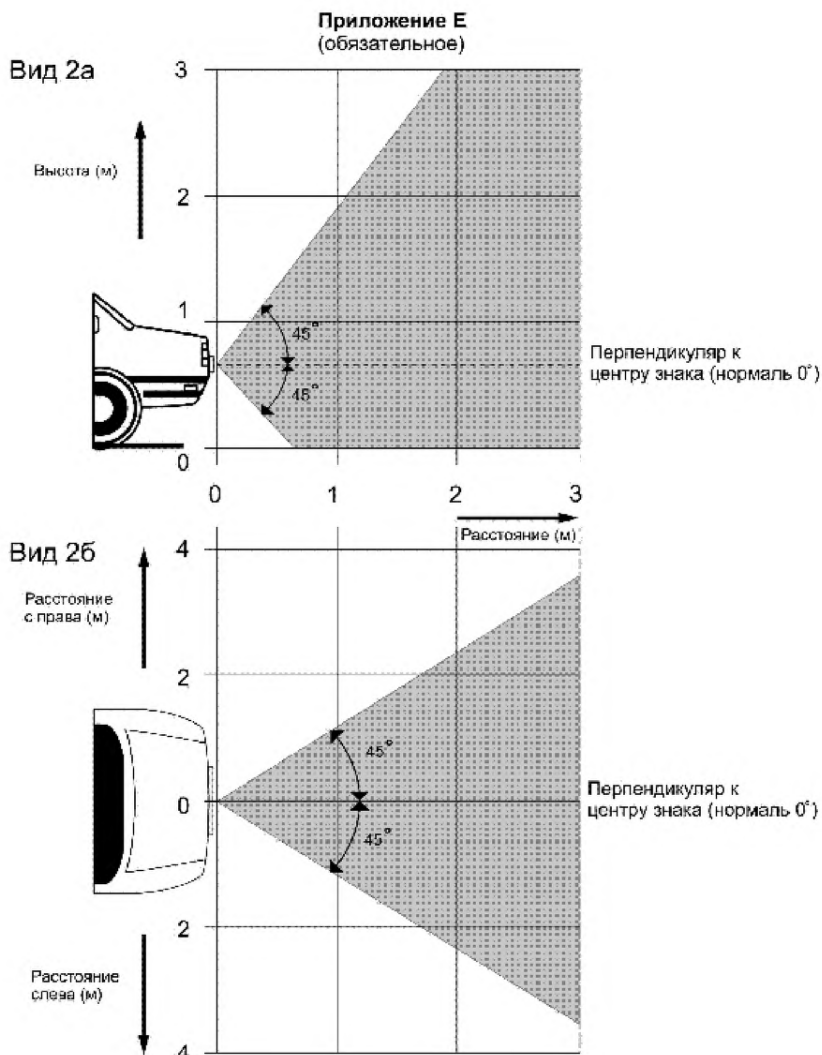 Приложение Е
(обязательное)
Вид 2а
3
Высота (м)
2
1
45°
45°
Перпендикуляр к
центру знака (нормаль 0°)
0
0 1 2 3
Расстояние (м)
Вид 2б
4
Расстояние
с права (м)
2
45°
0
Перпендикуляр к
центру знака (нормаль 0°)
45°
2
Расстояние
слева (м)
4